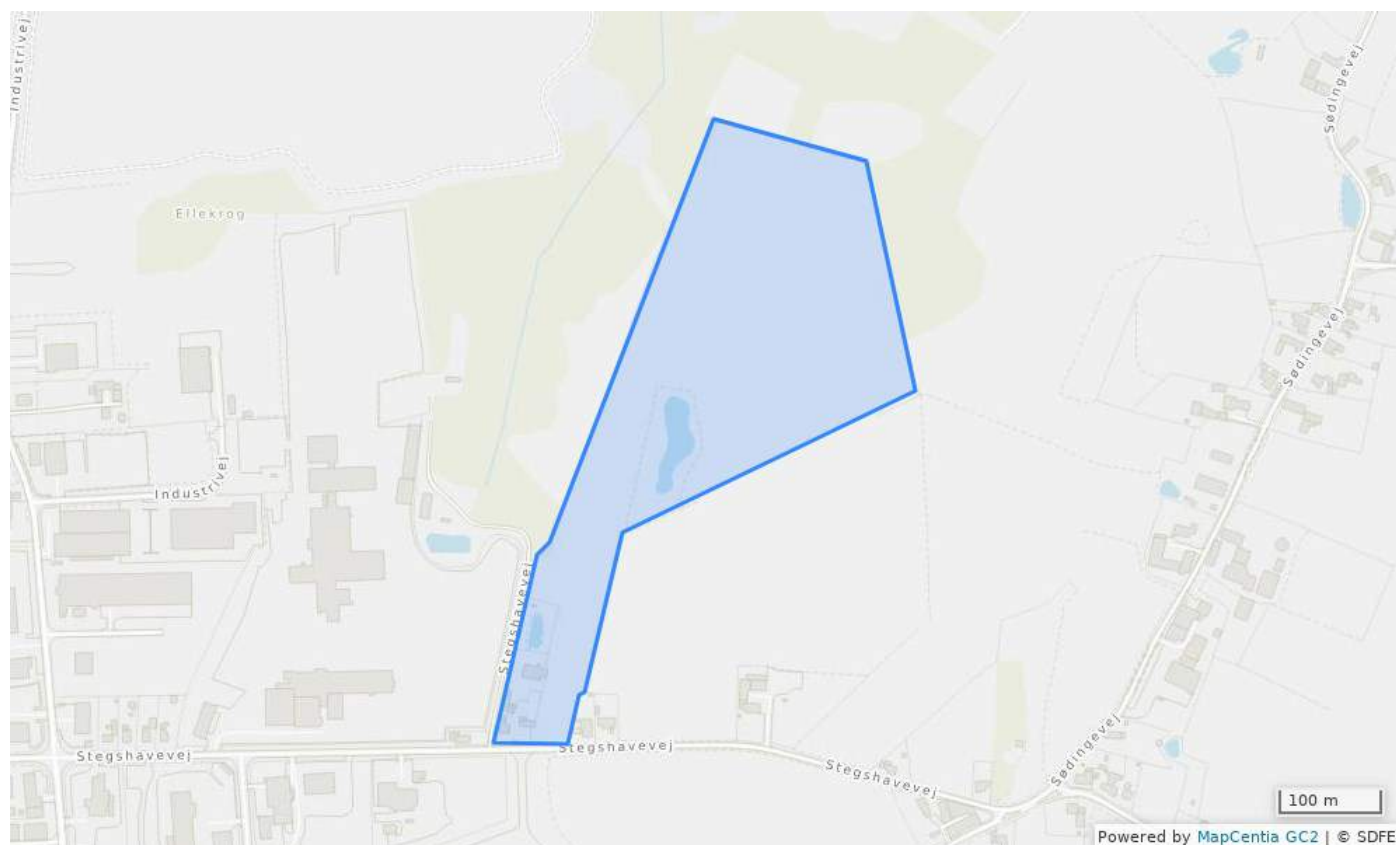 Industrivej
Sødingevej
Ellekrog
Sødingevej
Industrivej
Stegshavevej
Stegshavevej
Stegshavevej
Stegshavevej
Sødingevej
100 m
Powered by MapCentia GC2 | © SDFE